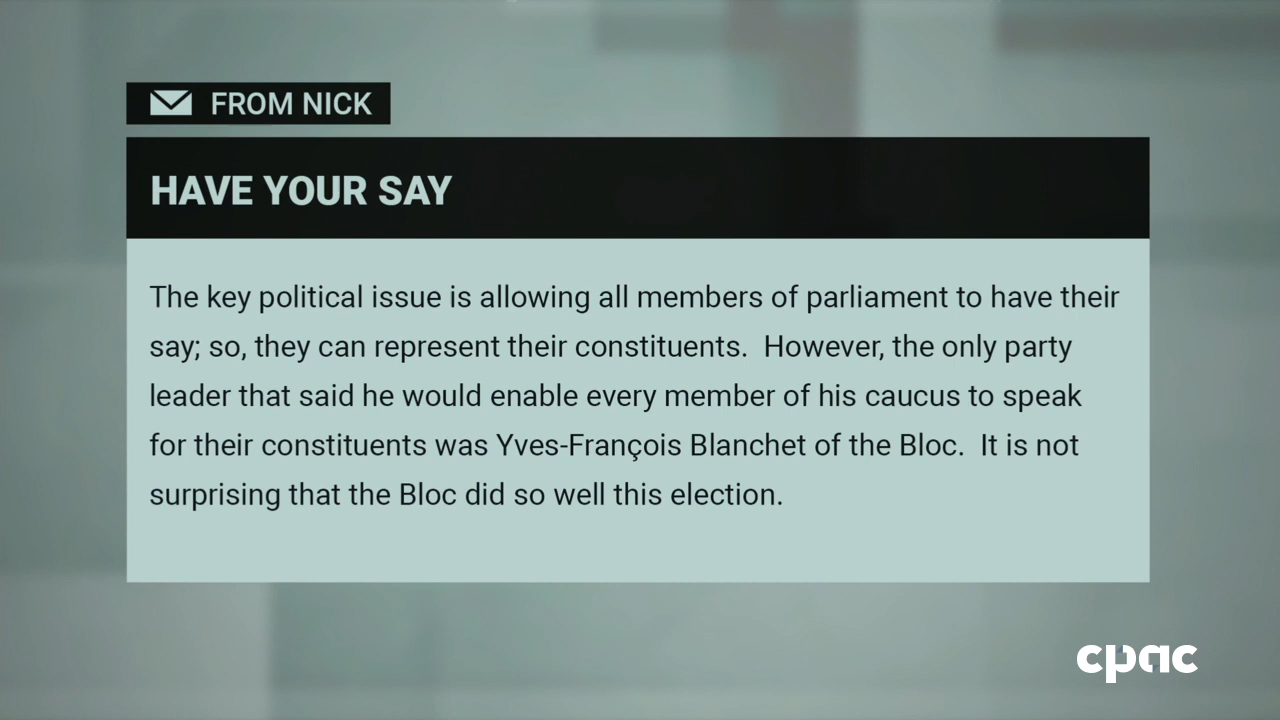 FROM NICK
HAVE YOUR SAY
The key political issue is allowing all members of parliament to have their
say; so, they can represent their constituents.  However, the only party
leader that said he would enable every member of his caucus to speak
for their constituents was Yves-François Blanchet of the Bloc.  It is not
surprising that the Bloc did so well this election.
cpac